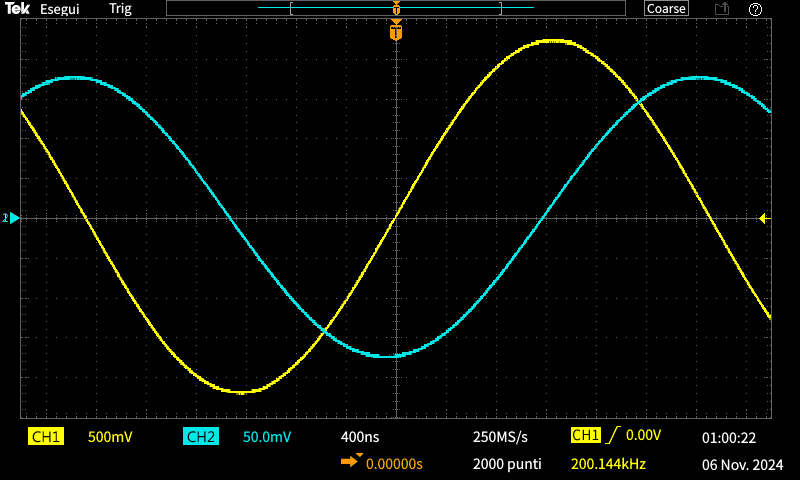 Tek Esegui Trig Coarse
T
T
2
CH1 500mV CH2 50.0mV 400ns 250MS/s CH1 0.00V 01:00:22
0.00000s 2000 punti 200.144kHz 06 Nov. 2024